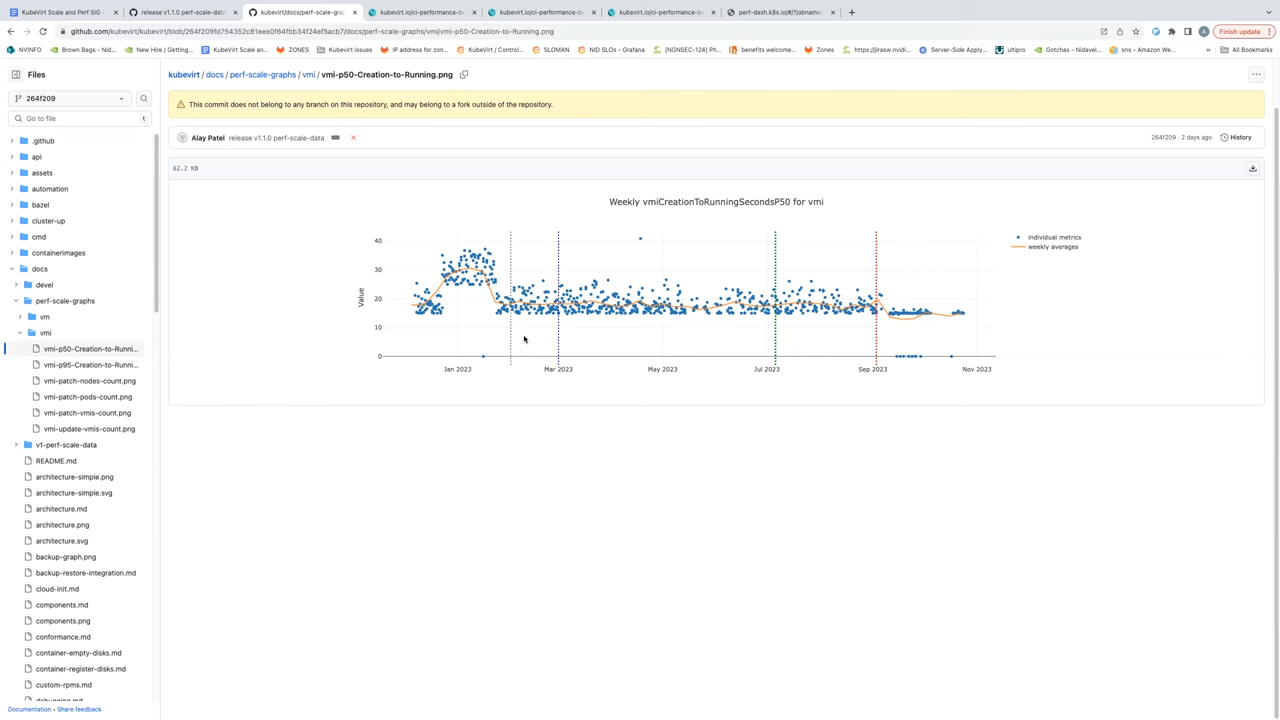 KubeVirt Scale and Perf SIG -
release v1.1.0 perf-scale-data
kubevirt/docs/perf-scale-gra
kubevirt.io/ci-performance-b
kubevirt.io/ci-performance-be
kubevirt.io/ci-performance-b
perf-dash.k8s.io/#/?jobname=
github.com/kubevirt/kubevirt/blob/264f209fd754352c81eee0f64fbb34f24ef5acb7/docs/perf-scale-graphs/vmi/vmi-p50-Creation-to-Running.png
Finish update
NVINFO
Brown Bags - Nvid...
New Hire / Getting...
KubeVirt Scale and...
ZONES
Kubevirt issues
IP address for zon...
KubeVirt / Control...
SLOMAN
NID SLOs – Grafana
[NGNSEC-124] Ph...
benefits welcome...
Zones
https://jirasw.nvidi...
Server-Side Apply...
ultipro
Gotchas - Nidavel...
sns - Amazon We...
All Bookmarks
Files
kubevirt / docs / perf-scale-graphs / vmi / vmi-p50-Creation-to-Running.png
264f209
Go to file
t
This commit does not belong to any branch on this repository, and may belong to a fork outside of the repository.
Alay Patel release v1.1.0 perf-scale-data
264f209 · 2 days ago
History
62.2 KB
.github
api
assets
automation
bazel
cluster-up
cmd
containerimages
docs
devel
perf-scale-graphs
vm
vmi
vmi-p50-Creation-to-Runni...
vmi-p95-Creation-to-Runni...
vmi-patch-nodes-count.png
vmi-patch-pods-count.png
vmi-patch-vmis-count.png
vmi-update-vmis-count.png
v1-perf-scale-data
README.md
architecture-simple.png
architecture-simple.svg
architecture.md
architecture.png
architecture.svg
backup-graph.png
backup-restore-integration.md
cloud-init.md
components.md
components.png
conformance.md
container-empty-disks.md
container-register-disks.md
custom-rpms.md
debugging.md
Documentation • Share feedback
Weekly vmiCreationToRunningSecondsP50 for vmi
individual metrics
weekly averages
Value
40
30
20
10
0
Jan 2023
Mar 2023
May 2023
Jul 2023
Sep 2023
Nov 2023